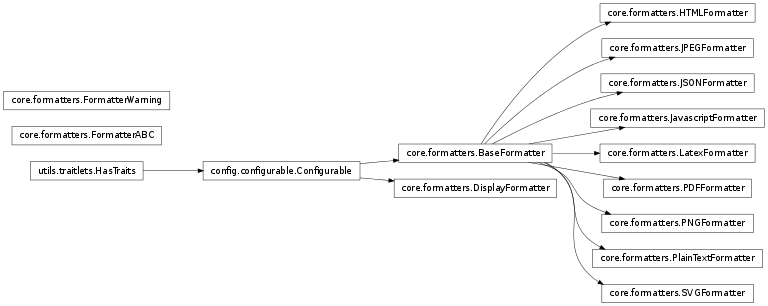 core.formatters.HTMLFormatter
core.formatters.JPEGFormatter
core.formatters.JSONFormatter
core.formatters.FormatterWarning
core.formatters.JavascriptFormatter
core.formatters.FormatterABC
core.formatters.BaseFormatter
core.formatters.LatexFormatter
utils.traitlets.HasTraits
config.configurable.Configurable
core.formatters.DisplayFormatter
core.formatters.PDFFormatter
core.formatters.PNGFormatter
core.formatters.PlainTextFormatter
core.formatters.SVGFormatter